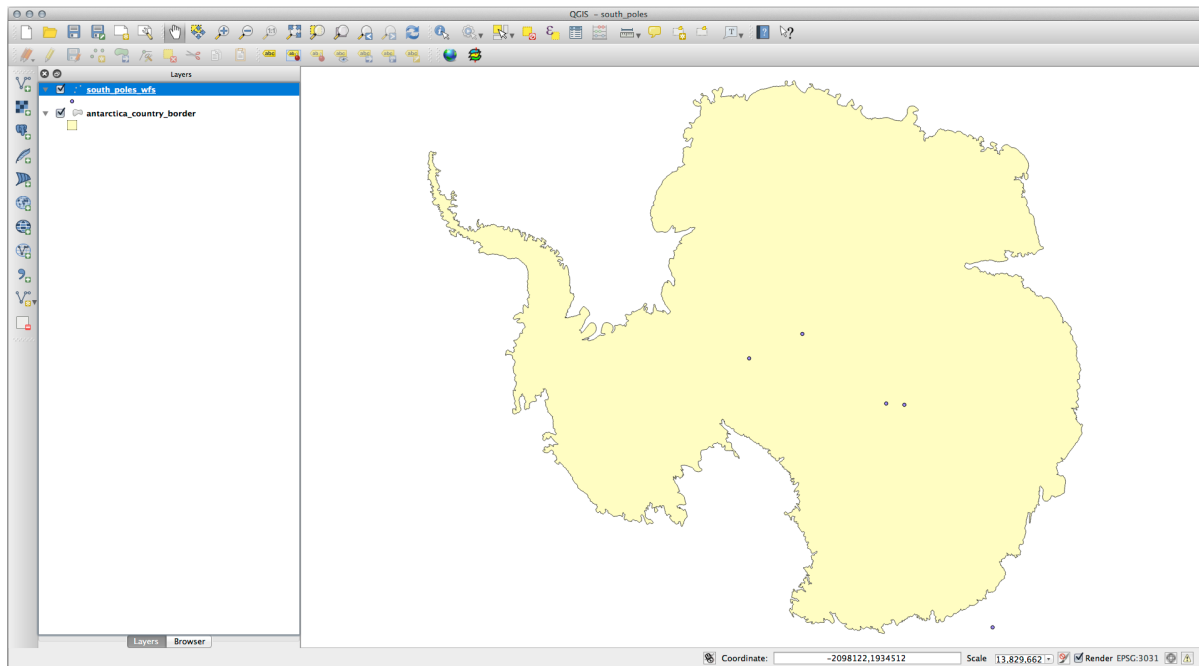 QGIS - south_poles
Layers
south_poles_wfs
antarctica_country_border
Layers Browser
Coordinate: -2098122,1934512 Scale 13,829,662 Render EPSG:3031